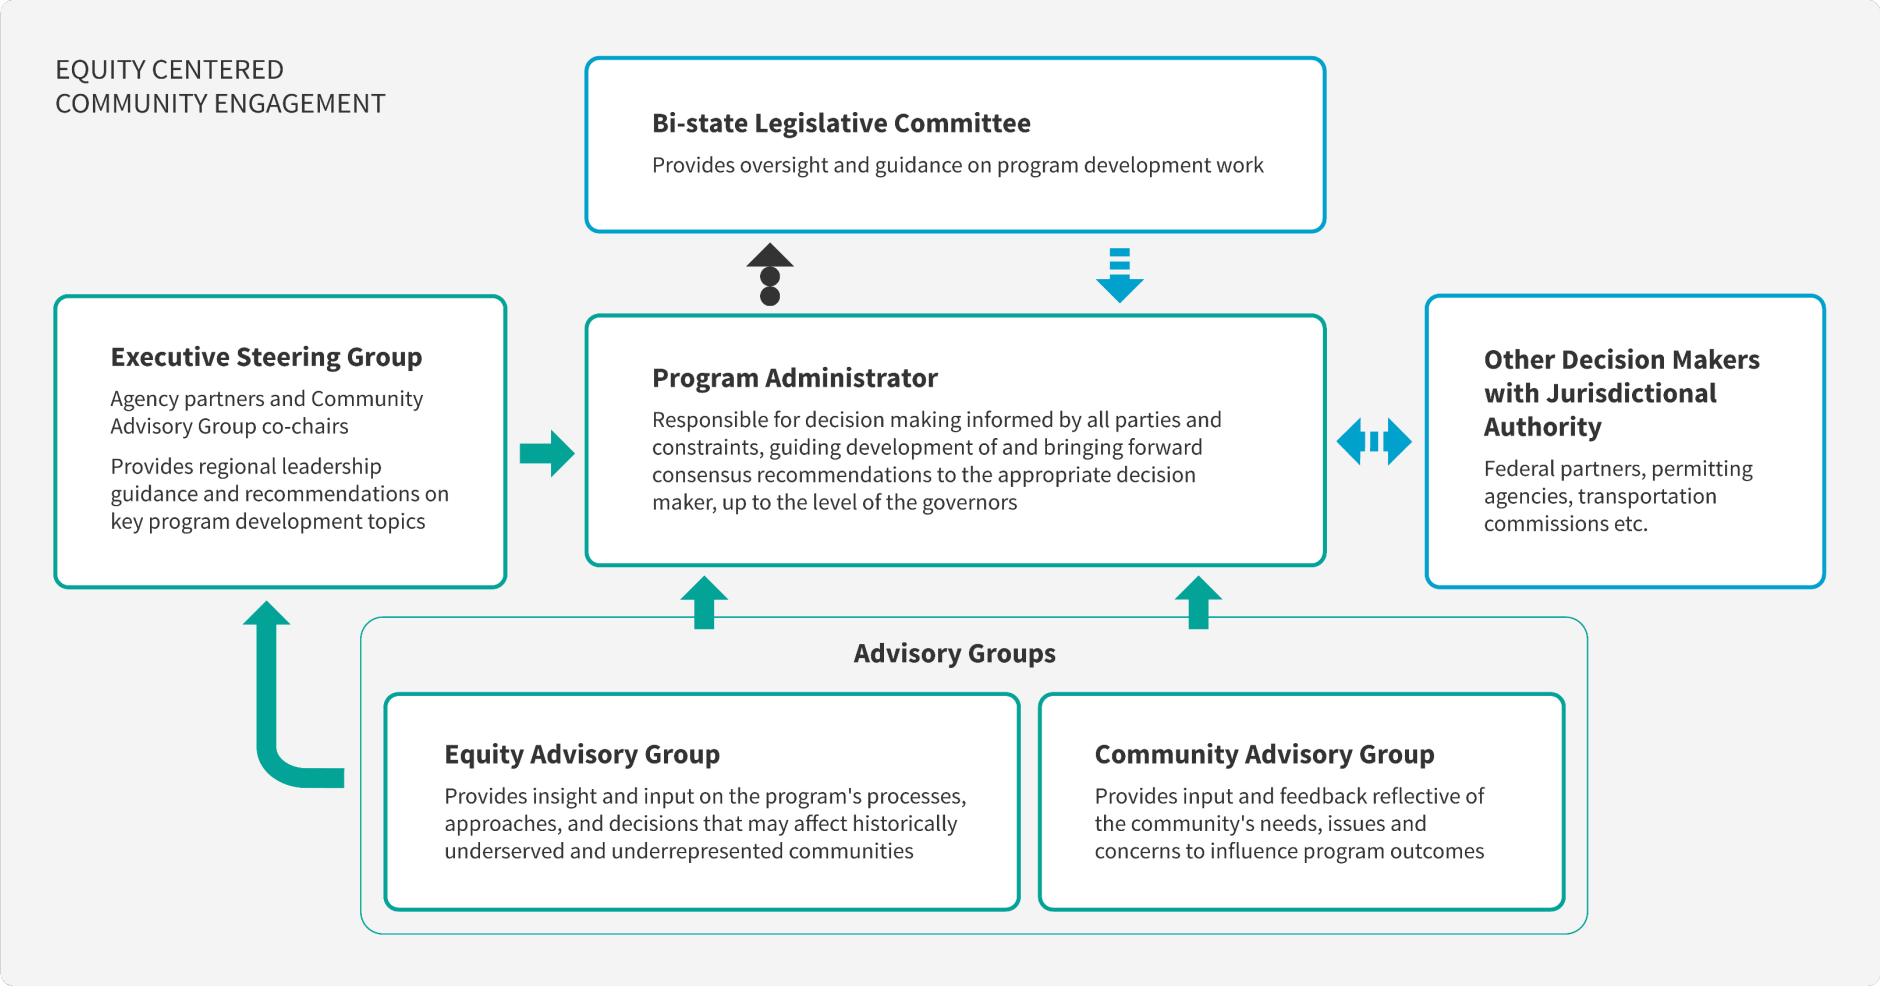 EQUITY CENTERED
COMMUNITY ENGAGEMENT
Bi-state Legislative Committee
Provides oversight and guidance on program development work
Executive Steering Group
Agency partners and Community
Advisory Group co-chairs
Provides regional leadership
guidance and recommendations on
key program development topics
Program Administrator
Responsible for decision making informed by all parties and
constraints, guiding development of and bringing forward
consensus recommendations to the appropriate decision
maker, up to the level of the governors
Other Decision Makers
with Jurisdictional
Authority
Federal partners, permitting
agencies, transportation
commissions etc.
Advisory Groups
Equity Advisory Group
Provides insight and input on the program's processes,
approaches, and decisions that may affect historically
underserved and underrepresented communities
Community Advisory Group
Provides input and feedback reflective of
the community's needs, issues and
concerns to influence program outcomes